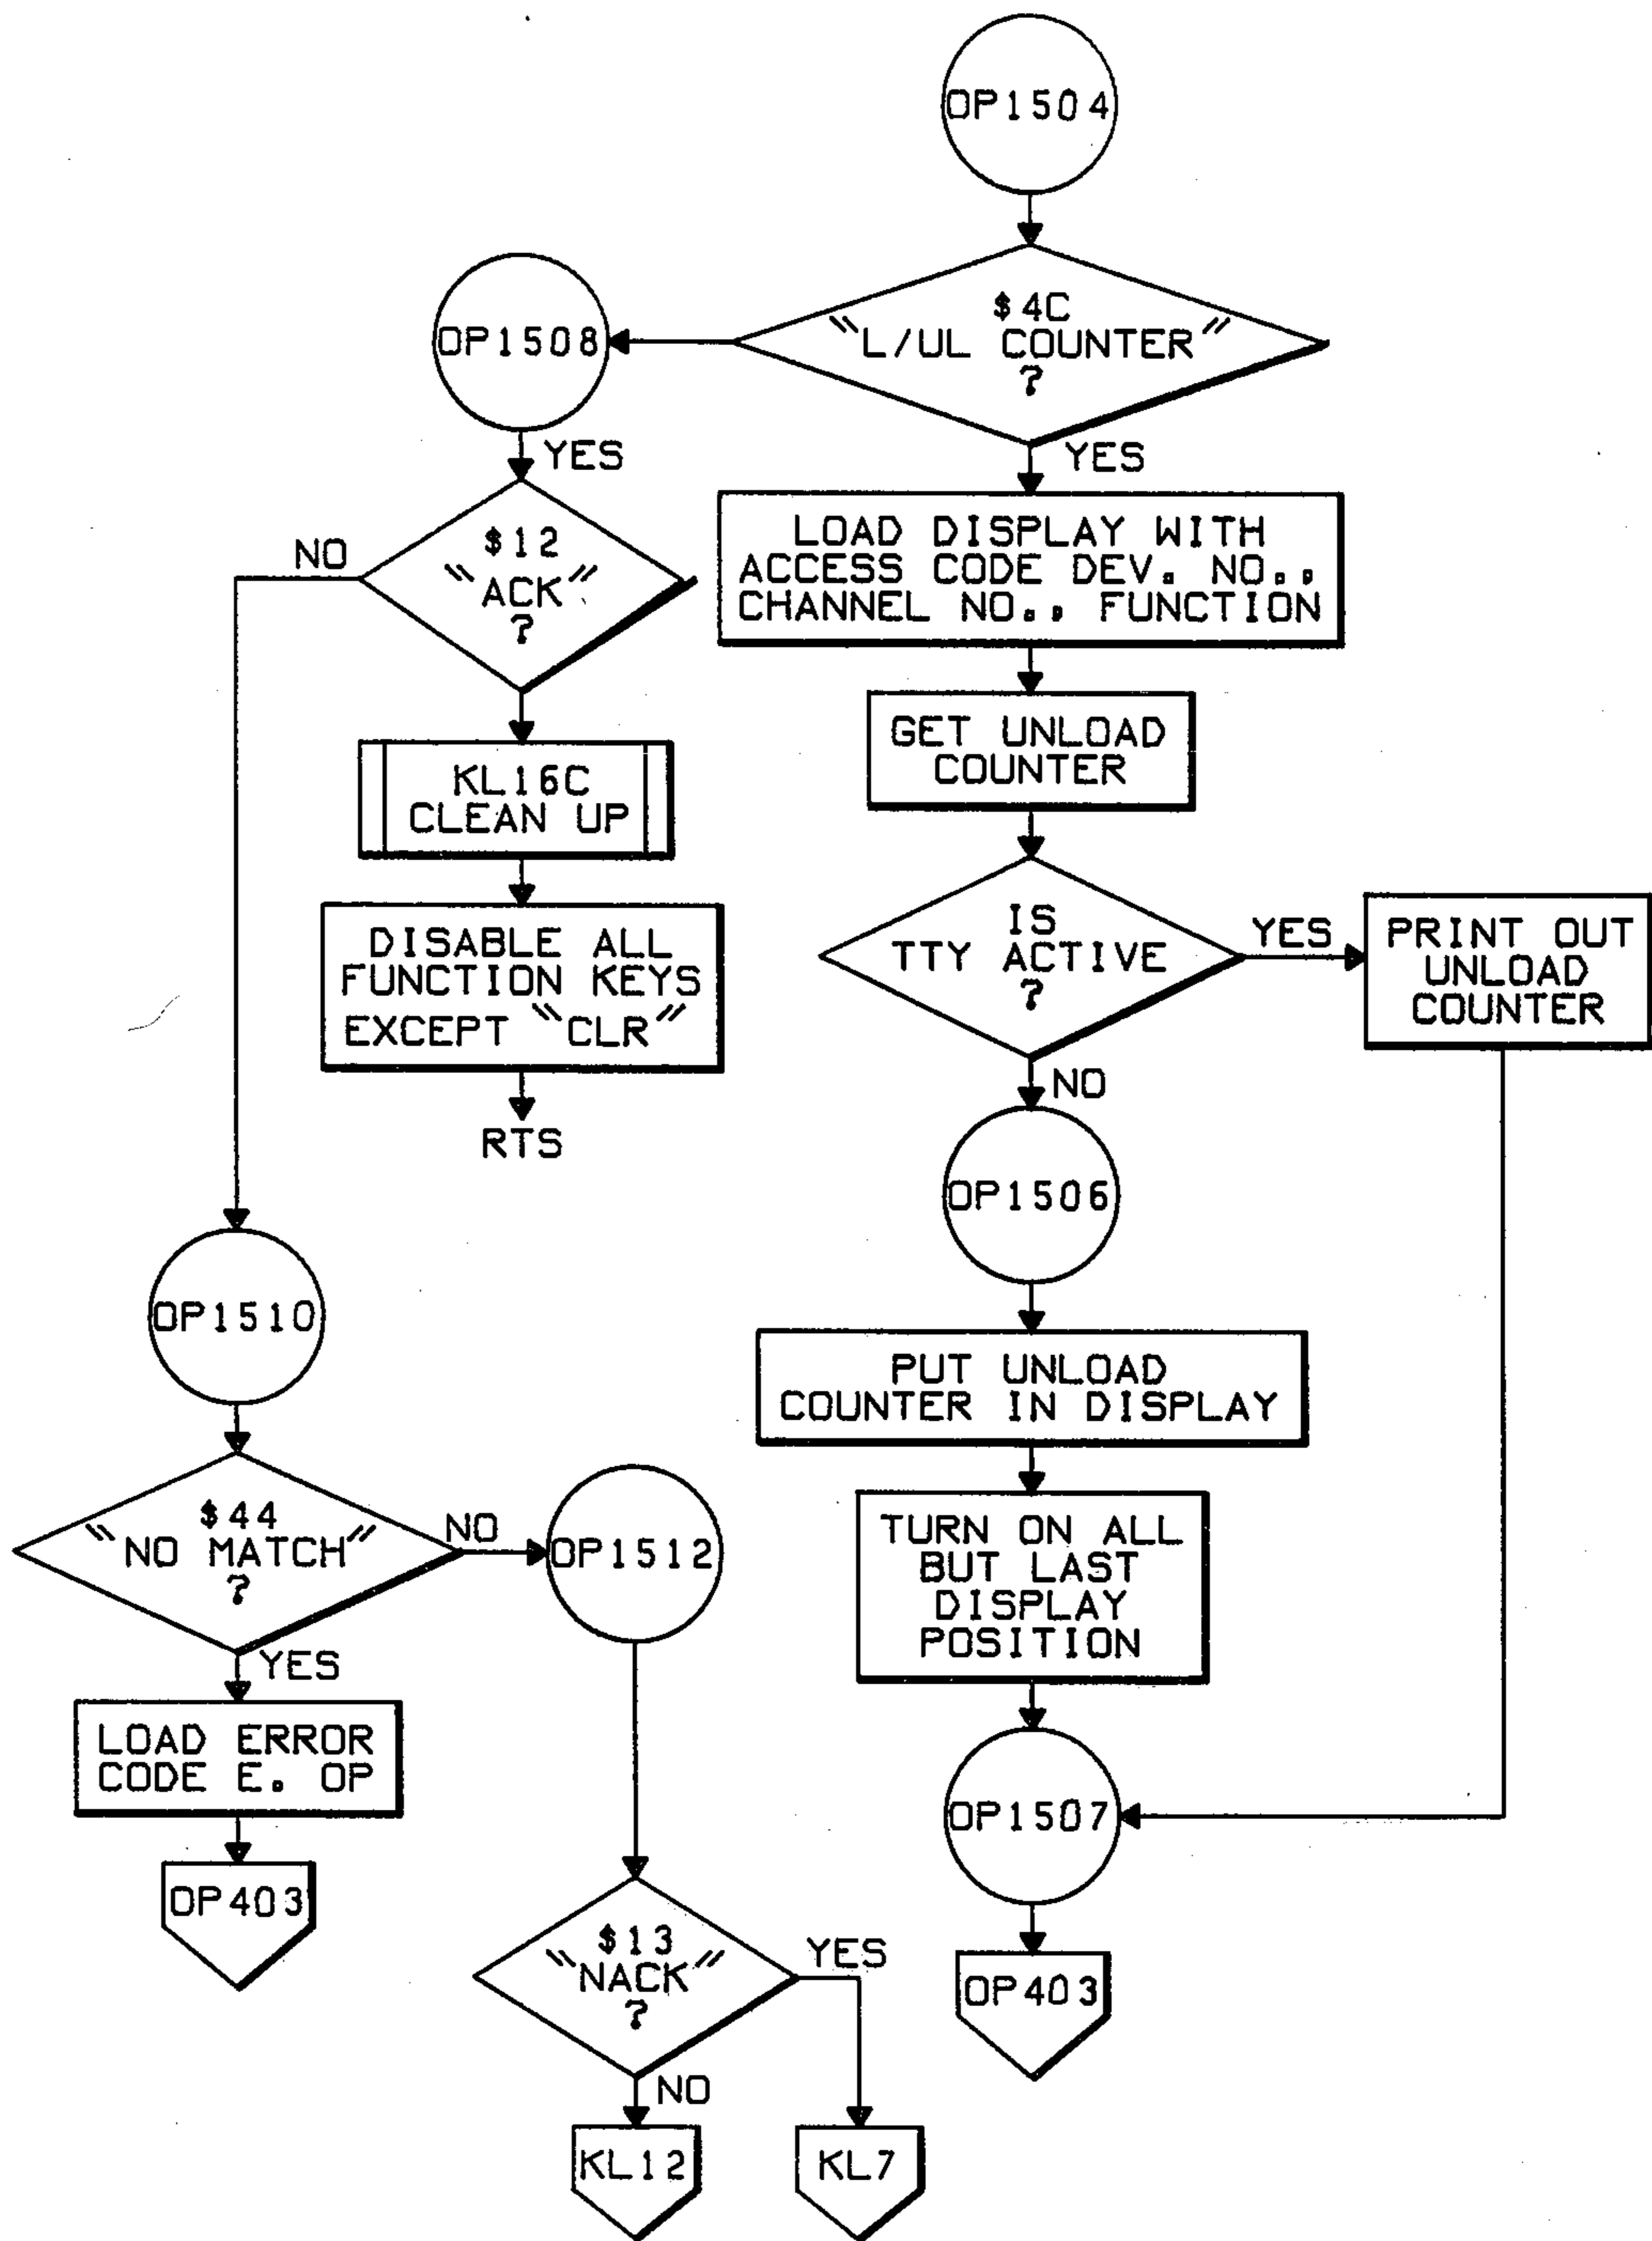 OP1504
$4C
"L/UL COUNTER"
?
YES
LOAD DISPLAY WITH
ACCESS CODE DEV. NO.,
CHANNEL NO., FUNCTION
GET UNLOAD
COUNTER
IS
TTY ACTIVE
?
YES
PRINT OUT
UNLOAD
COUNTER
NO
OP1506
PUT UNLOAD
COUNTER IN DISPLAY
TURN ON ALL
BUT LAST
DISPLAY
POSITION
OP1507
OP403
OP1508
YES
$12
"ACK"
?
NO
KL16C
CLEAN UP
DISABLE ALL
FUNCTION KEYS
EXCEPT "CLR"
RTS
OP1510
$44
"NO MATCH"
?
NO
YES
LOAD ERROR
CODE E. OP
OP403
OP1512
$13
"NACK"
?
YES
NO
KL12
KL7